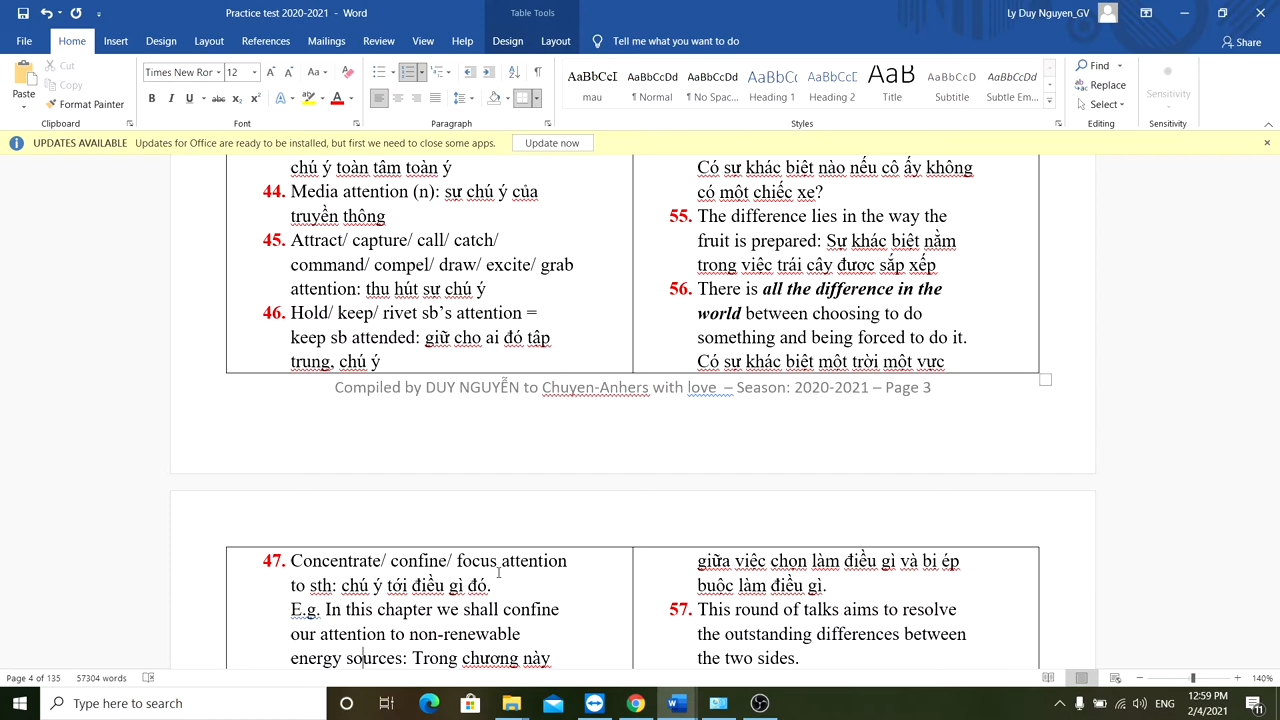 Practice test 2020-2021 - Word
Table Tools
Ly Duy Nguyen_GV
File Home Insert Design Layout References Mailings Review View Help Design Layout Tell me what you want to do Share
Paste
Cut
Copy
Format Painter
Clipboard
Times New Ror 12
Font
Paragraph
AaBbCcI AaBbCcDd AaBbCcDd AaBbCc AaBbCcDd AaB AaBbCcDd AaBbCcDd
mau ¶ Normal ¶ No Spac... Heading 1 Heading 2 Title Subtitle Subtle Em...
Styles
Find
Replace
Select
Editing
Sensitivity
Sensitivity
UPDATES AVAILABLE Updates for Office are ready to be installed, but first we need to close some apps. Update now
chú ý toàn tâm toàn ý
44. Media attention (n): sự chú ý của
truyền thông
45. Attract/ capture/ call/ catch/
command/ compel/ draw/ excite/ grab
attention: thu hút sự chú ý
46. Hold/ keep/ rivet sb's attention =
keep sb attended: giữ cho ai đó tập
trung, chú ý
Có sự khác biệt nào nếu cô ấy không
có một chiếc xe?
55. The difference lies in the way the
fruit is prepared: Sự khác biệt nằm
trong việc trái cây được sắp xếp
56. There is all the difference in the
world between choosing to do
something and being forced to do it.
Có sự khác biệt một trời một vực
Compiled by DUY NGUYỄN to Chuyen-Anhers with love – Season: 2020-2021 – Page 3
47. Concentrate/ confine/ focus attention
to sth: chú ý tới điều gì đó.
E.g. In this chapter we shall confine
our attention to non-renewable
energy sources: Trong chương này
giữa việc chọn làm điều gì và bị ép
buộc làm điều gì.
57. This round of talks aims to resolve
the outstanding differences between
the two sides.
Page 4 of 135 57304 words 140%
Type here to search
ENG
12:59 PM
2/4/2021
11